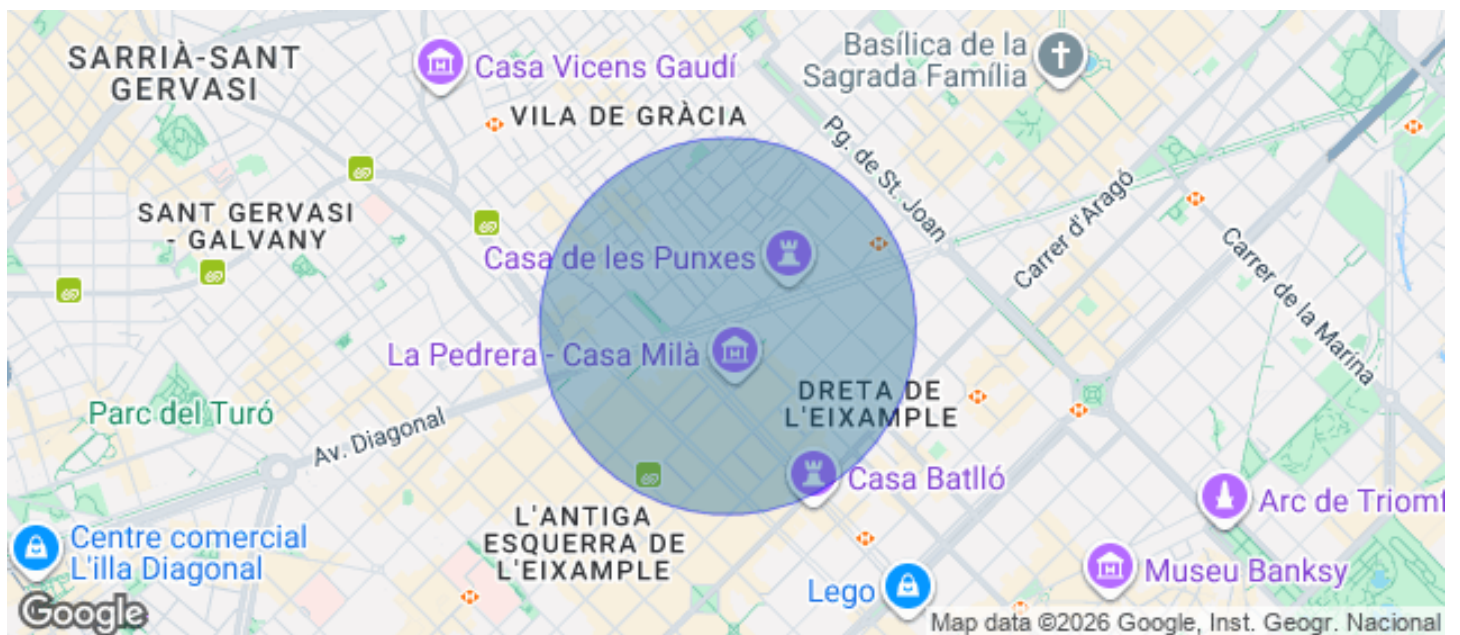 SARRIÀ-SANT
GERVASI
Casa Vicens Gaudí
Basílica de la
Sagrada Família
VILA DE GRÀCIA
Pg. de St. Joan
Carrer d'Aragó
SANT GERVASI
- GALVANY
Casa de les Punxes
Carrer de la Marina
La Pedrera - Casa Milà
DRETA DE
L'EIXAMPLE
Parc del Turó
Av. Diagonal
Casa Batlló
Arc de Triomf
L'ANTIGA
ESQUERRA DE
L'EIXAMPLE
Centre comercial
L'illa Diagonal
Museu Banksy
Lego
Google
Map data ©2026 Google, Inst. Geogr. Nacional